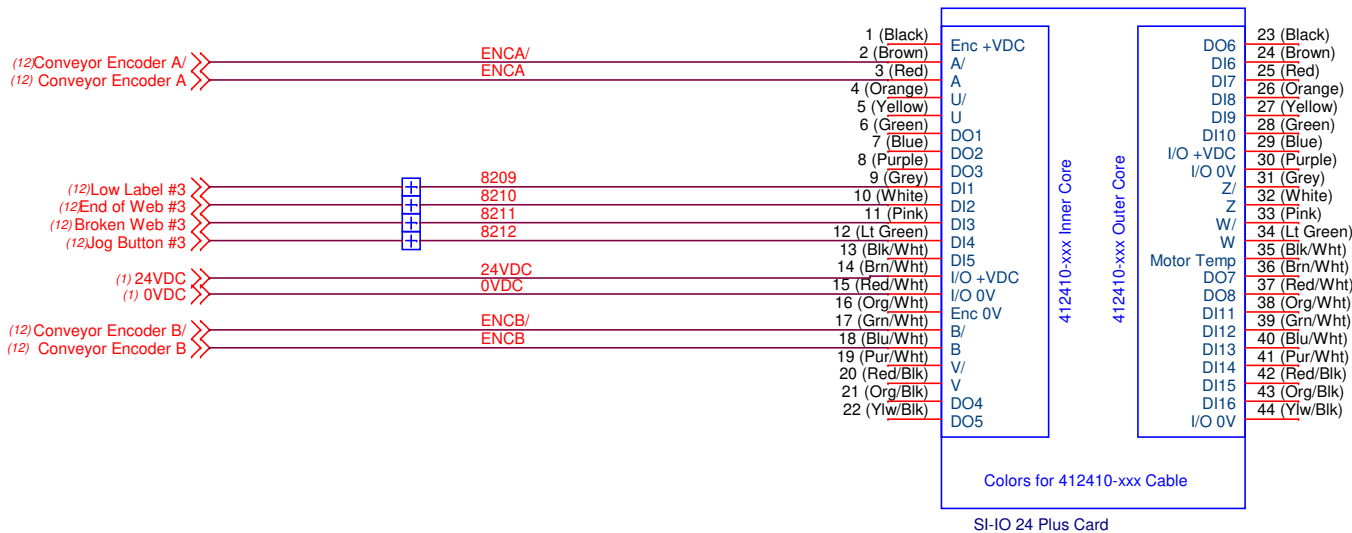 1 (Black) Enc +VDC DO6 23 (Black)
(12)Conveyor Encoder A/ ENCA/ 2 (Brown) A/ DI6 24 (Brown)
(12) Conveyor Encoder A ENCA 3 (Red) A DI7 25 (Red)
4 (Orange) U/ DI8 26 (Orange)
5 (Yellow) U DI9 27 (Yellow)
6 (Green) DO1 DI10 28 (Green)
7 (Blue) DO2 I/O +VDC 29 (Blue)
8 (Purple) DO3 I/O 0V 30 (Purple)
(12)Low Label #3 8209 9 (Grey) DI1 Z/ 31 (Grey)
(12)End of Web #3 8210 10 (White) DI2 Z 32 (White)
(12)Broken Web #3 8211 11 (Pink) DI3 W/ 33 (Pink)
(12)Jog Button #3 8212 12 (Lt Green) DI4 W 34 (Lt Green)
13 (Blk/Wht) DI5 Motor Temp 35 (Blk/Wht)
(1) 24VDC 24VDC 14 (Brn/Wht) I/O +VDC DO7 36 (Brn/Wht)
(1) 0VDC 0VDC 15 (Red/Wht) I/O 0V DO8 37 (Red/Wht)
16 (Org/Wht) Enc 0V DI11 38 (Org/Wht)
(12)Conveyor Encoder B/ ENCB/ 17 (Grn/Wht) B/ DI12 39 (Grn/Wht)
(12) Conveyor Encoder B ENCB 18 (Blu/Wht) B DI13 40 (Blu/Wht)
19 (Pur/Wht) V/ DI14 41 (Pur/Wht)
20 (Red/Blk) V DI15 42 (Red/Blk)
21 (Org/Blk) DO4 DI16 43 (Org/Blk)
22 (Ylw/Blk) DO5 I/O 0V 44 (Ylw/Blk)
412410-xxx Inner Core
412410-xxx Outer Core
Colors for 412410-xxx Cable
SI-IO 24 Plus Card